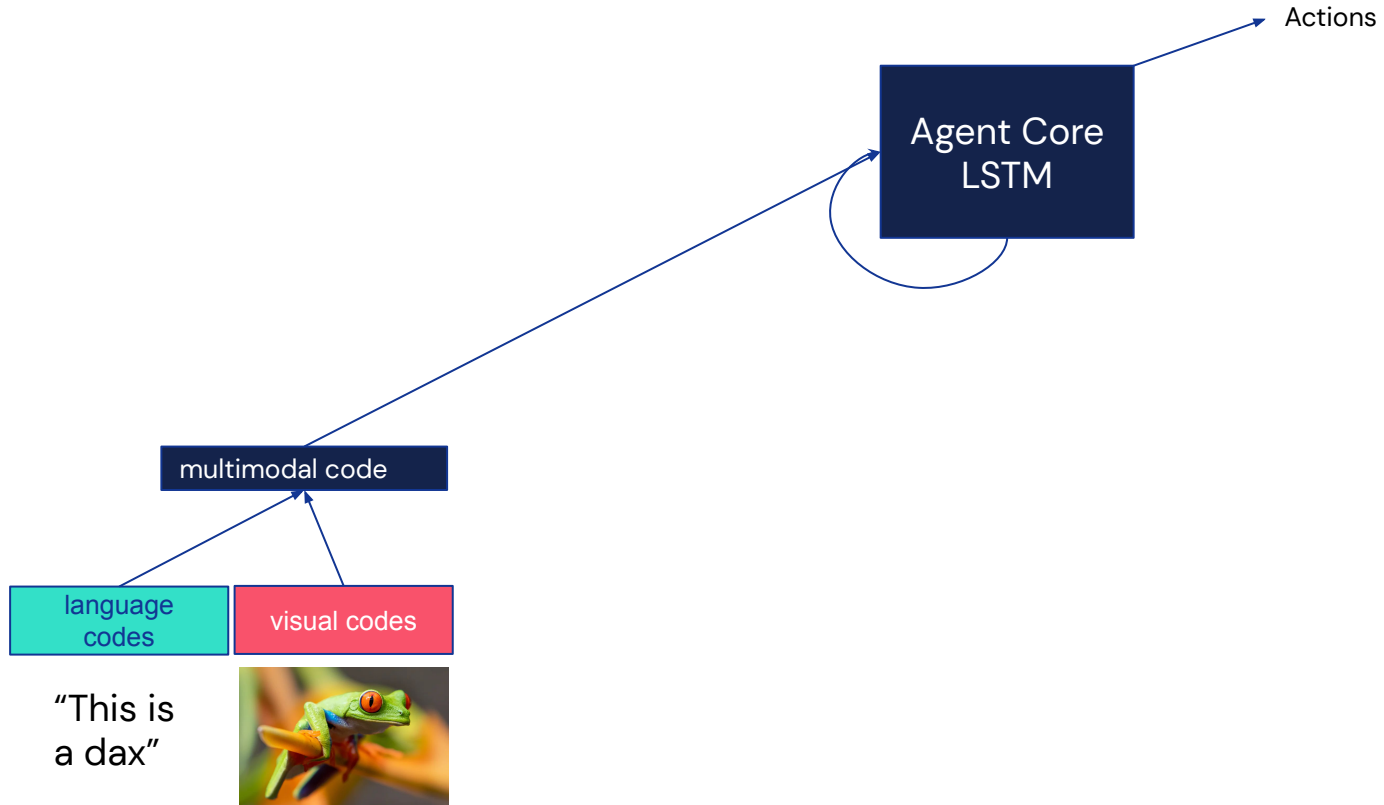 Actions
Agent Core
LSTM
multimodal code
language
codes
visual codes
“This is
a dax”